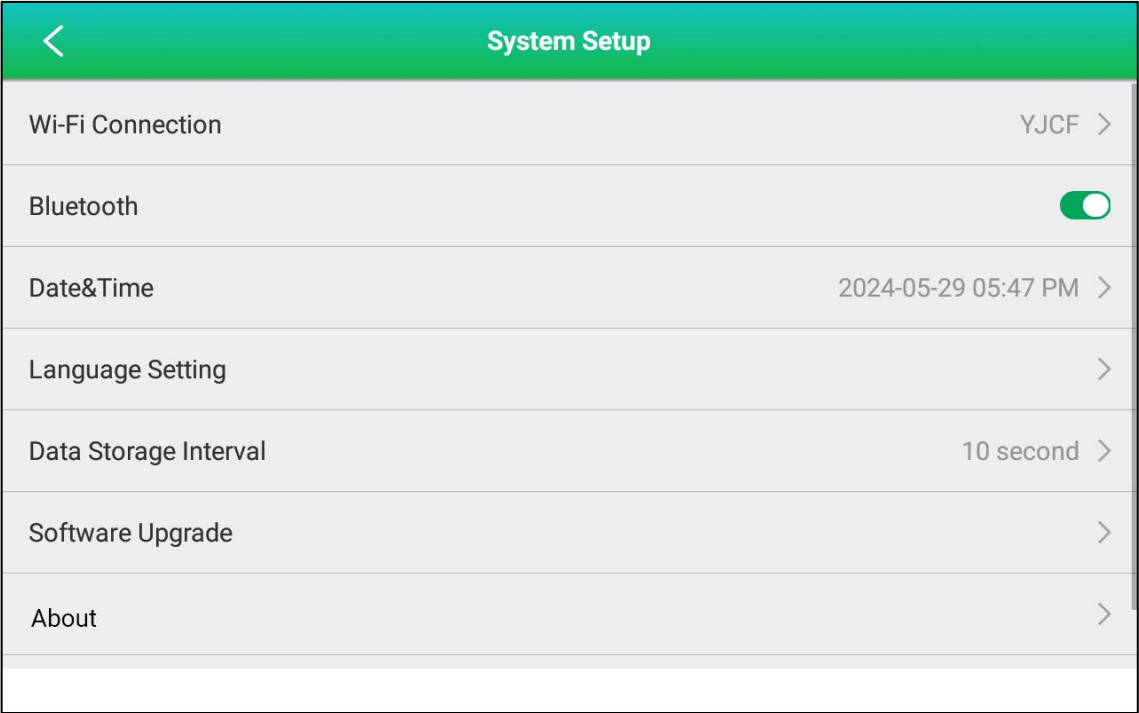 System Setup
Wi-Fi Connection YJCF
Bluetooth
Date&Time 2024-05-29 05:47 PM
Language Setting
Data Storage Interval 10 second
Software Upgrade
About